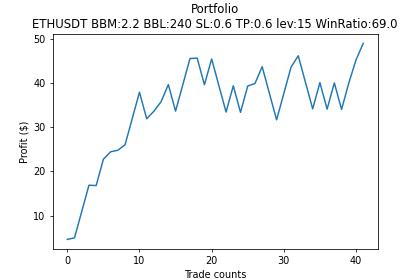 Portfolio
ETHUSDT BBM:2.2 BBL:240 SL:0.6 TP:0.6 lev:15 WinRatio:69.0
50
40
30
20
10
Profit ($)
0
10
20
30
40
Trade counts